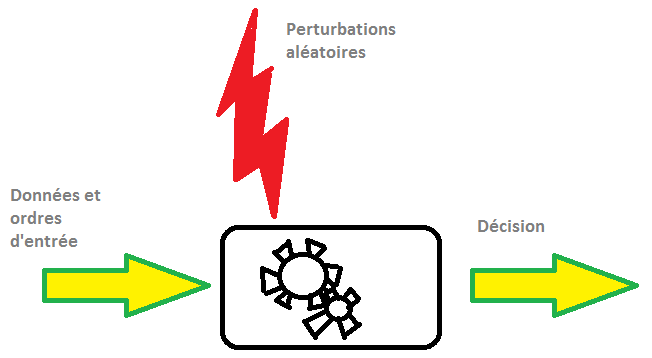 Perturbations
aléatoires
Données et
ordres
d'entrée
Décision